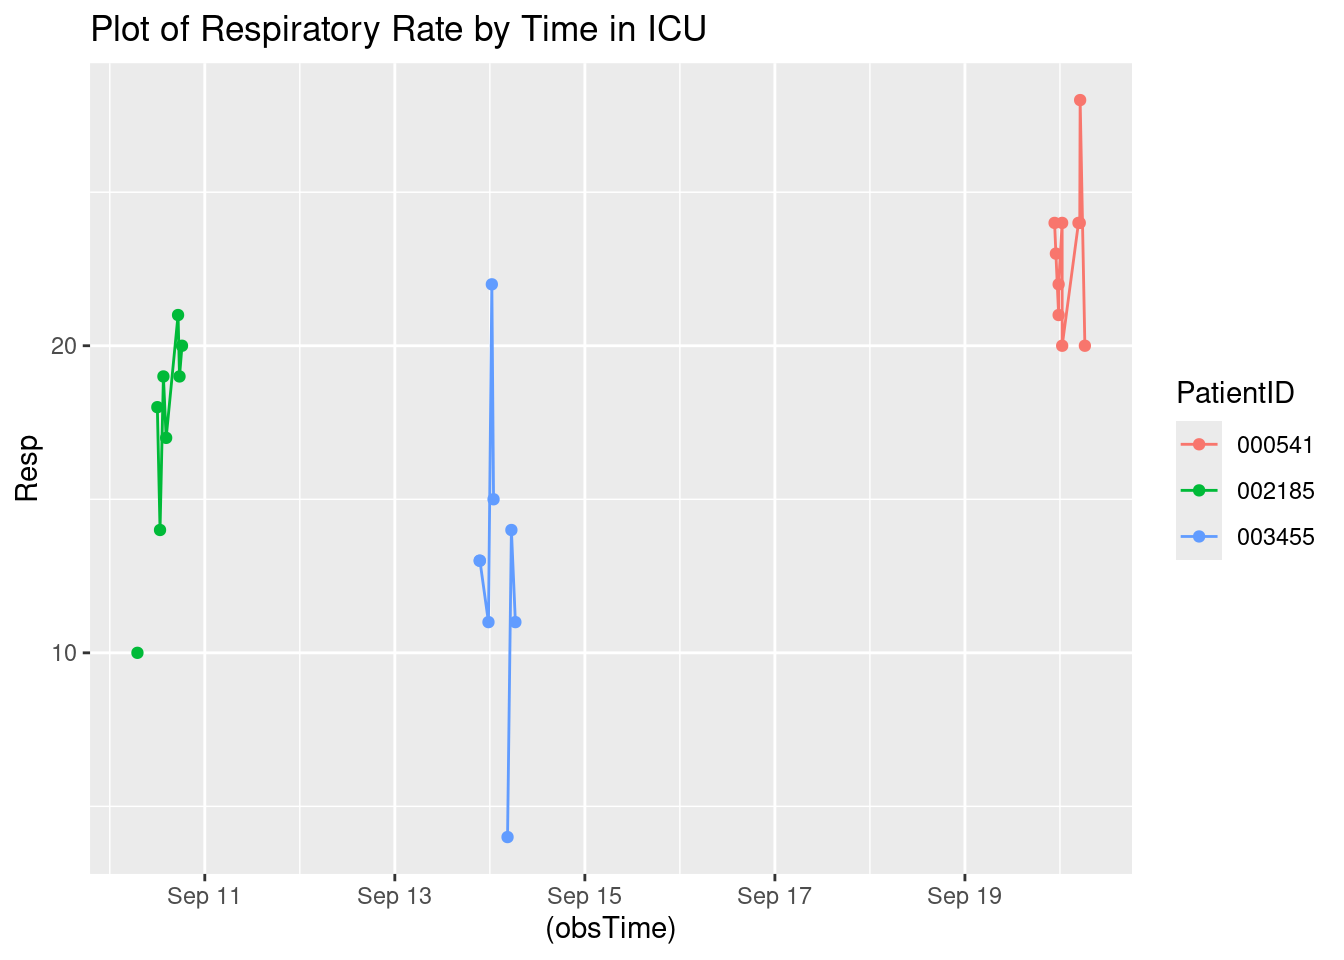 Plot of Respiratory Rate by Time in ICU
Resp
20
10
Sep 11
Sep 13
Sep 15
Sep 17
Sep 19
(obsTime)
PatientID
000541
002185
003455